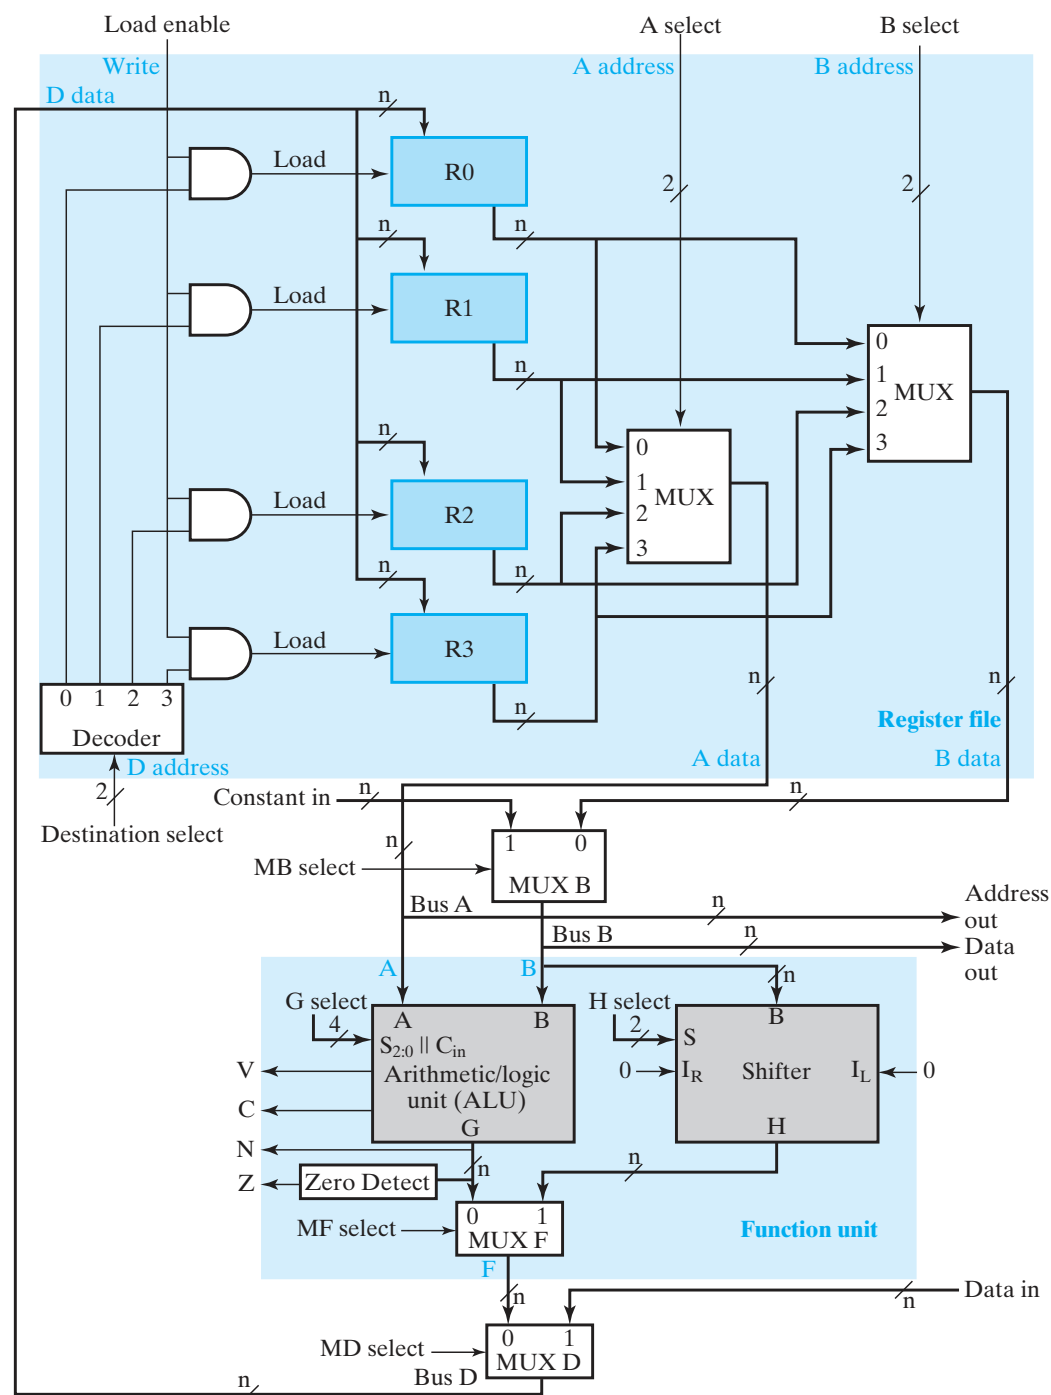 Load enable
A select
B select
Write
A address
B address
D data
n
Load
R0
2
2
n
n
Load
R1
n
0
1
MUX
2
3
n
0
1
MUX
2
3
Load
R2
n
n
Load
R3
n
n
n
0 1 2 3
Decoder
Register file
D address
A data
B data
2
Constant in
n
n
Destination select
n
1 0
MB select
MUX B
Bus A
n
Address
out
Bus B
n
Data
out
A
B
n
G select
H select
4
A
B
2
B
S2:0 || Cin
S
V
Arithmetic/logic
unit (ALU)
0
IR
Shifter
IL
0
C
G
H
N
n
n
Z
Zero Detect
0 1
MF select
MUX F
Function unit
F
n
n
Data in
0 1
MD select
MUX D
Bus D
n